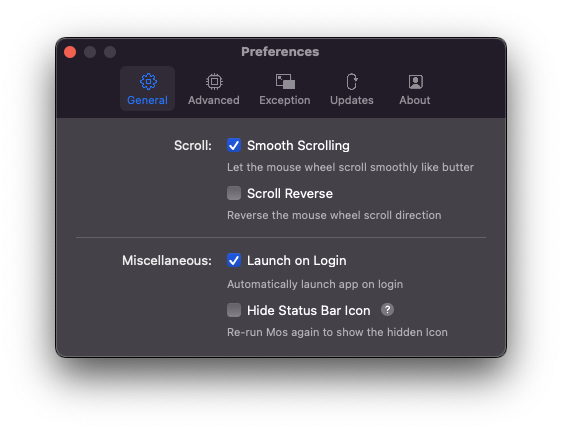 Preferences
General Advanced Exception Updates About
Scroll: Smooth Scrolling
Let the mouse wheel scroll smoothly like butter
Scroll Reverse
Reverse the mouse wheel scroll direction
Miscellaneous: Launch on Login
Automatically launch app on login
Hide Status Bar Icon ?
Re-run Mos again to show the hidden Icon